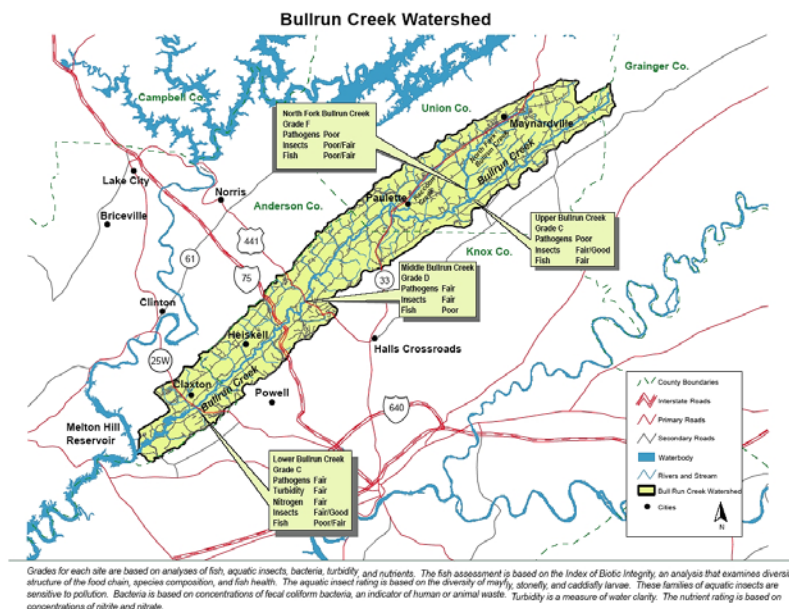 Bullrun Creek Watershed
Grainger Co.
Campbell Co.
Union Co.
North Fork Bullrun Creek
Grade F
Pathogens Poor
Insects Poor/Fair
Fish Poor/Fair
Maynardville
North Fork
Bullrun Creek
Bullrun Creek
Lake City
Norris
Paulette
Briceville
Anderson Co.
Upper Bullrun Creek
Grade C
Pathogens Poor
Insects Fair/Good
Fish Fair
441
Knox Co.
61
75
33
Middle Bullrun Creek
Grade D
Pathogens Fair
Insects Fair
Fish Poor
Clinton
Heiskell
Halls Crossroads
25W
Claxton
Bullrun Creek
Powell
640
Melton Hill
Reservoir
Lower Bullrun Creek
Grade C
Pathogens Fair
Turbidity Fair
Nitrogen Fair
Insects Fair/Good
Fish Poor/Fair
County Boundaries
Interstate Roads
Primary Roads
Secondary Roads
Waterbody
Rivers and Stream
Bull Run Creek Watershed
Cities
N
Grades for each site are based on analyses of fish, aquatic insects, bacteria, turbidity, and nutrients. The fish assessment is based on the Index of Biotic Integrity, an analysis that examines diversi
structure of the food chain, species composition, and fish health. The aquatic insect rating is based on the diversity of mayfly, stonefly, and caddisfly larvae. These families of aquatic insects are
sensitive to pollution. Bacteria is based on concentrations of fecal coliform bacteria, an indicator of human or animal waste. Turbidity is a measure of water clarity. The nutrient rating is based on
concentrations of nitrite and nitrate.